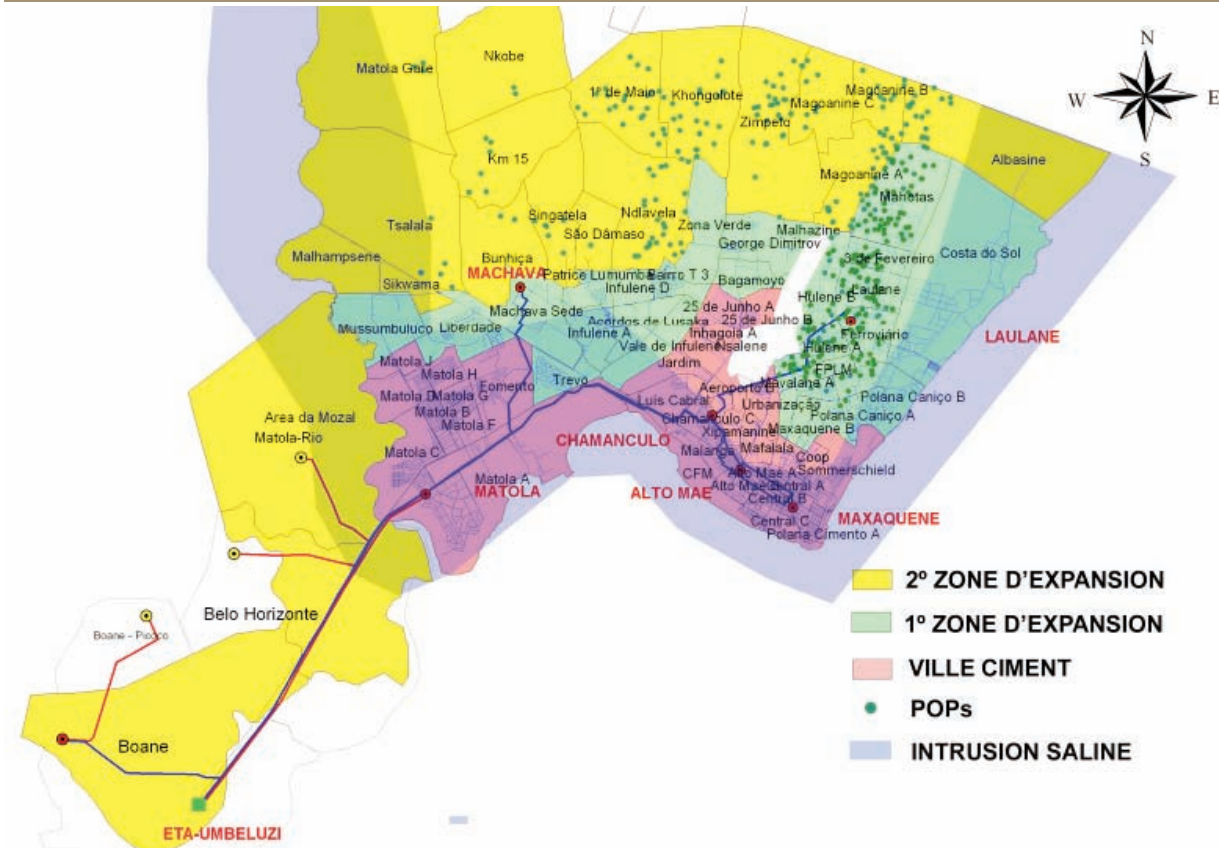 N
W
E
S
Matola Gare
Nkobe
1º de Maio
Khongolote
Magoanine B
Magoanine C
Zimpeto
Km 15
Albasine
Magoanine A
Mahotas
Tsalala
Singatela
Ndlavela
São Dâmaso
Zona Verde
Malhazine
George Dimitrov
Costa do Sol
Malhampsene
Bunhiça
3 de Fevereiro
MACHAVA
Patrice Lumumba
Bairro T 3
Bagamoyo
Sikwama
Infulene D
Laulane
Hulene B
Machava Sede
25 de Junho A
Mussumbuluco
Liberdade
Acordos de Lusaka
25 de Junho B
Infulene A
Inhagoia A
Ferroviário
LAULANE
Vale de Infulene
Nsalene
Hulene A
Matola J
Jardim
Matola H
FPLM
Trevo
Fomento
Aeroporto B
Mavalane A
Matola D
Matola G
Luis Cabral
Urbanização
Polana Caniço B
Matola B
Chamanculo C
Polana Caniço A
Area da Mozal
Matola F
Maxaquene B
Xipamanine
Matola-Rio
CHAMANCULO
Malanga
Mafalala
Matola C
Coop
Sommerschield
Matola A
CFM
Alto Mae A
Central A
MATOLA
ALTO MAE
Alto Mae
Central B
MAXAQUENE
Central C
Polana Cimento A
2º ZONE D'EXPANSION
Belo Horizonte
1º ZONE D'EXPANSION
VILLE CIMENT
POPs
Boane
INTRUSION SALINE
ETA-UMBELUZI